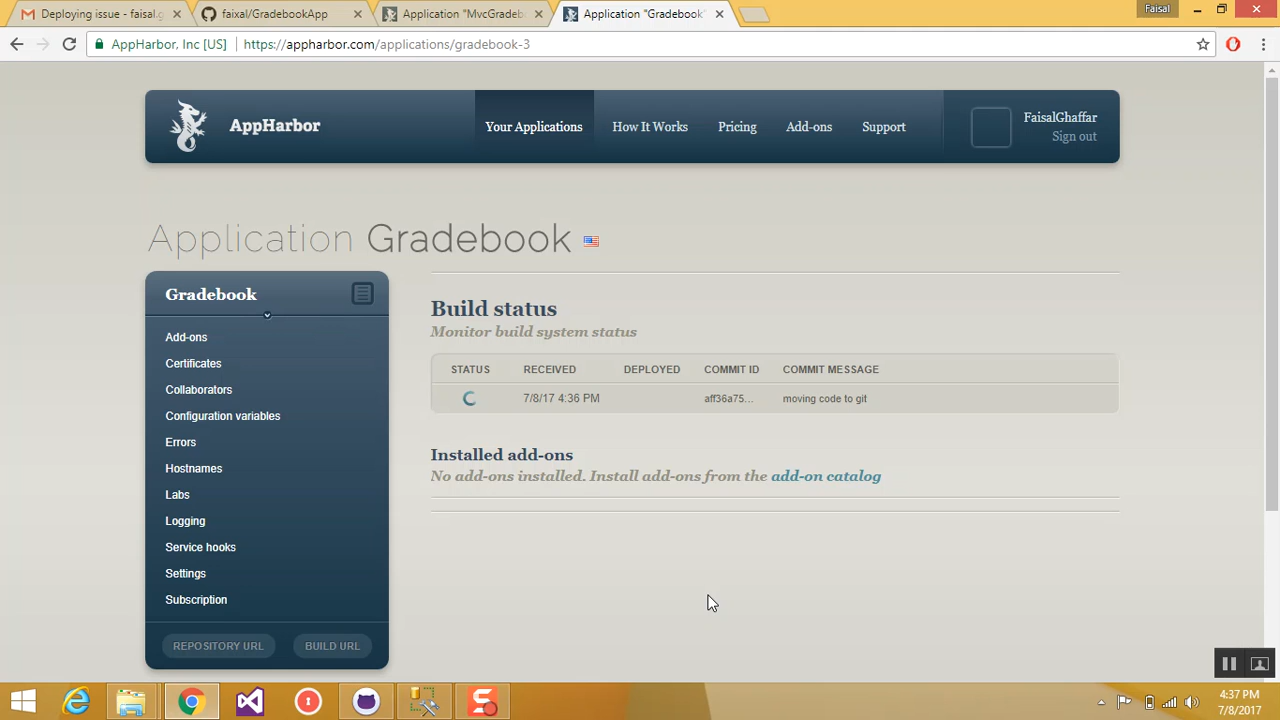 Deploying issue - faisal.g
faixal/GradebookApp
Application "MvcGradeb
Application "Gradebook"
Faisal
AppHarbor, Inc [US]
https://appharbor.com/applications/gradebook-3
AppHarbor
Your Applications
How It Works
Pricing
Add-ons
Support
FaisalGhaffar
Sign out
Application Gradebook
Gradebook
Add-ons
Certificates
Collaborators
Configuration variables
Errors
Hostnames
Labs
Logging
Service hooks
Settings
Subscription
REPOSITORY URL
BUILD URL
Build status
Monitor build system status
STATUS RECEIVED DEPLOYED COMMIT ID COMMIT MESSAGE
7/8/17 4:36 PM aff36a75... moving code to git
Installed add-ons
No add-ons installed. Install add-ons from the add-on catalog
4:37 PM
7/8/2017